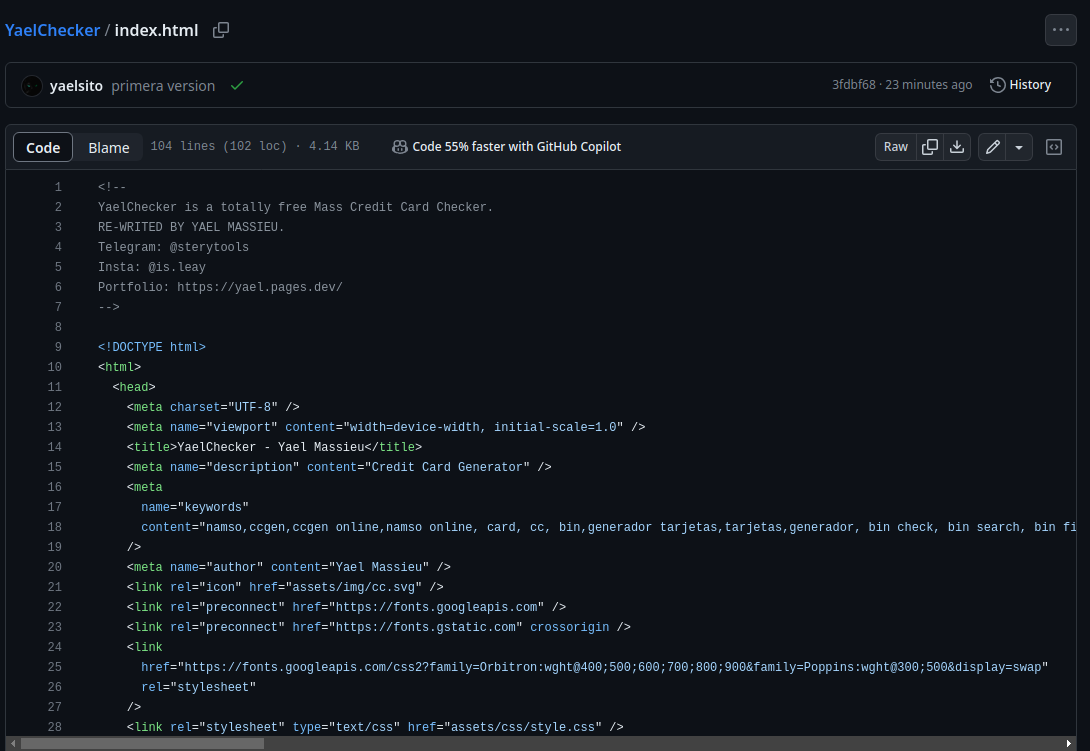 YaelChecker / index.html
yaelsito primera version 3fdbf68 · 23 minutes ago History
Code Blame 104 lines (102 loc) · 4.14 KB Code 55% faster with GitHub Copilot Raw
1 <!--
2 YaelChecker is a totally free Mass Credit Card Checker.
3 RE-WRITED BY YAEL MASSIEU.
4 Telegram: @sterytools
5 Insta: @is.leay
6 Portfolio: https://yael.pages.dev/
7 -->
8
9 <!DOCTYPE html>
10 <html>
11 <head>
12 <meta charset="UTF-8" />
13 <meta name="viewport" content="width=device-width, initial-scale=1.0" />
14 <title>YaelChecker - Yael Massieu</title>
15 <meta name="description" content="Credit Card Generator" />
16 <meta
17 name="keywords"
18 content="namso,ccgen,ccgen online,namso online, card, cc, bin,generador tarjetas,tarjetas,generador, bin check, bin search, bin fi
19 />
20 <meta name="author" content="Yael Massieu" />
21 <link rel="icon" href="assets/img/cc.svg" />
22 <link rel="preconnect" href="https://fonts.googleapis.com" />
23 <link rel="preconnect" href="https://fonts.gstatic.com" crossorigin />
24 <link
25 href="https://fonts.googleapis.com/css2?family=Orbitron:wght@400;500;600;700;800;900&family=Poppins:wght@300;500&display=swap"
26 rel="stylesheet"
27 />
28 <link rel="stylesheet" type="text/css" href="assets/css/style.css" />